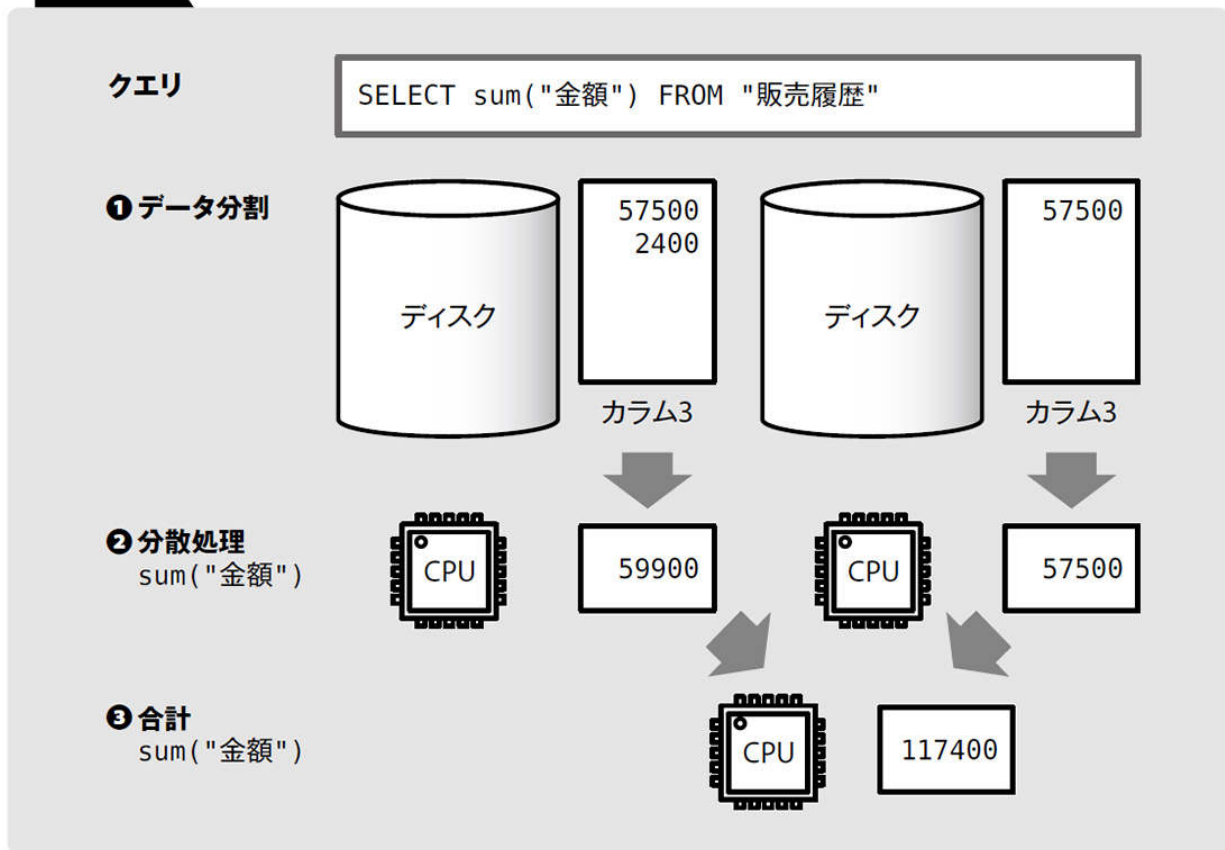 クエリ
SELECT sum("金額") FROM "販売履歴"
❶データ分割
ディスク
57500
2400
カラム3
ディスク
57500
カラム3
❷分散処理
sum("金額")
CPU
59900
CPU
57500
❸合計
sum("金額")
CPU
117400